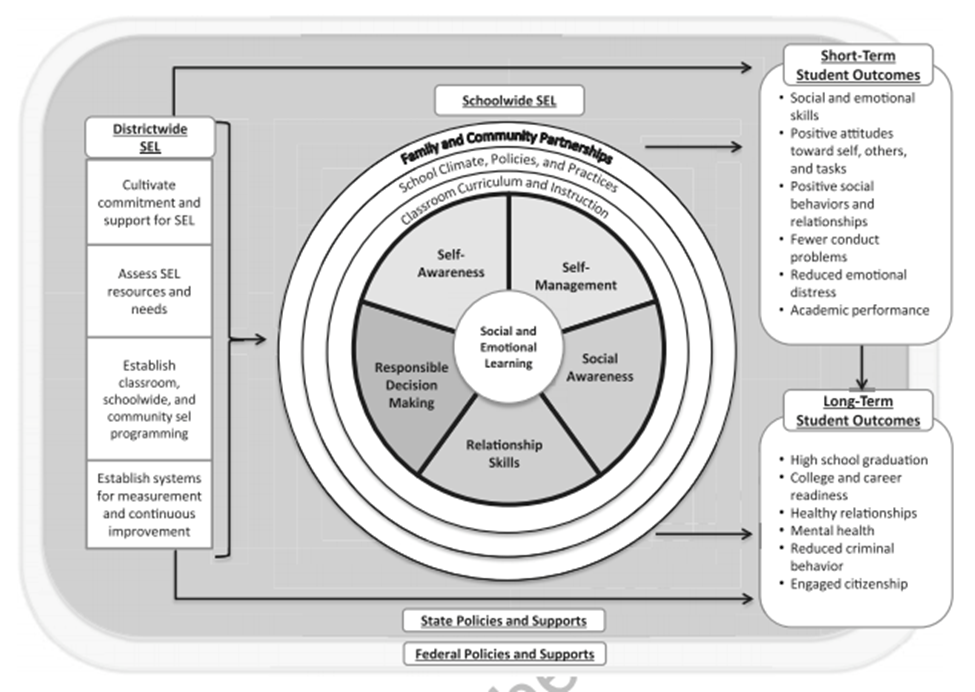 Short-Term
Student Outcomes
• Social and emotional
skills
• Positive attitudes
toward self, others,
and tasks
• Positive social
behaviors and
relationships
• Fewer conduct
problems
• Reduced emotional
distress
• Academic performance
Schoolwide SEL
Districtwide
SEL
Cultivate
commitment and
support for SEL
Assess SEL
resources and
needs
Establish
classroom,
schoolwide, and
community sel
programming
Establish systems
for measurement
and continuous
improvement
Family and Community Partnerships
School Climate, Policies, and Practices
Classroom Curriculum and Instruction
Self-
Awareness
Self-
Management
Social and
Emotional
Learning
Social
Awareness
Responsible
Decision
Making
Relationship
Skills
Long-Term
Student Outcomes
• High school graduation
• College and career
readiness
• Healthy relationships
• Mental health
• Reduced criminal
behavior
• Engaged citizenship
State Policies and Supports
Federal Policies and Supports